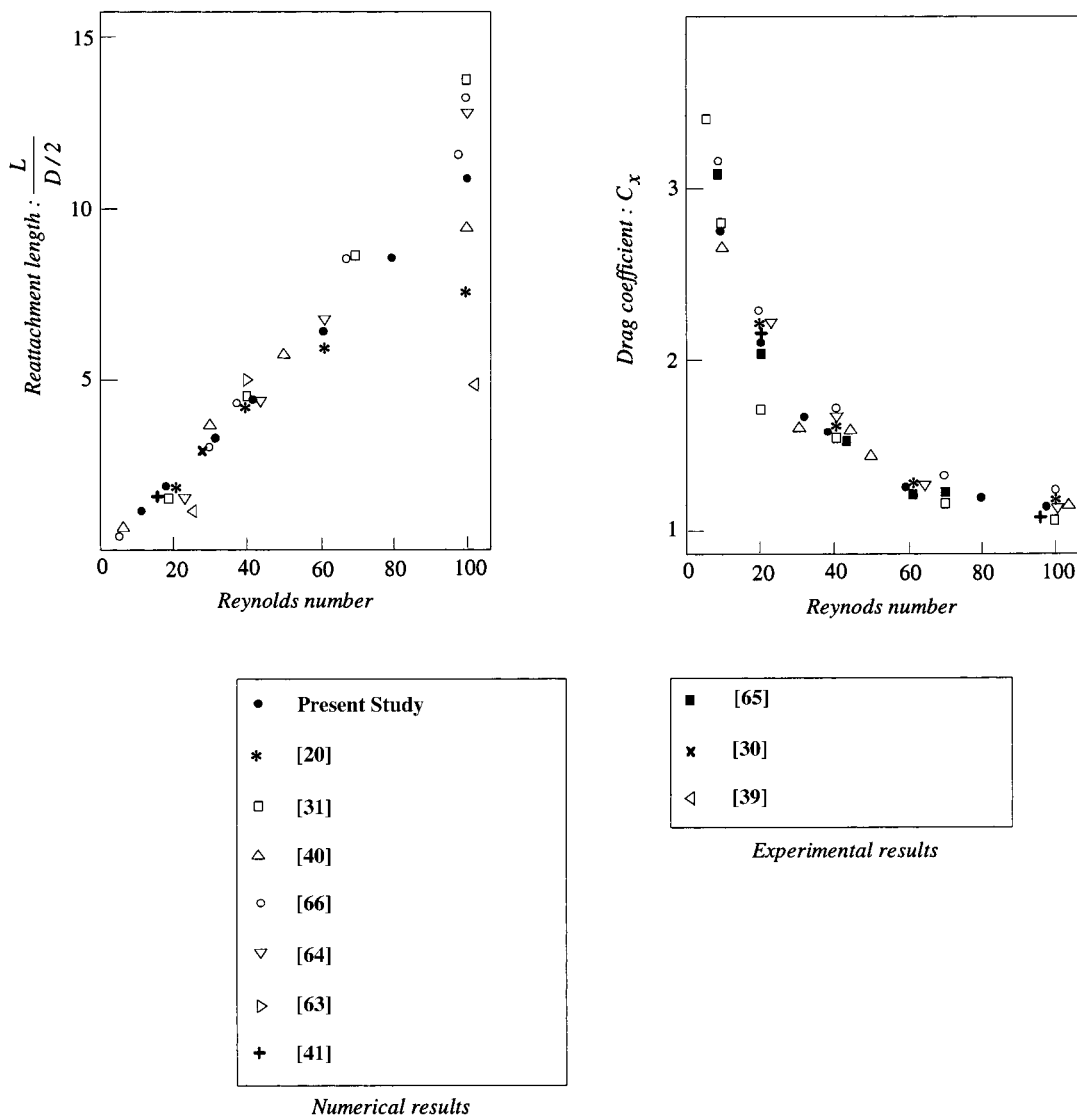 15
10
5
Reattachment length : L / D / 2
0 20 40 60 80 100
Reynolds number
3
2
1
Drag coefficient : Cx
0 20 40 60 80 100
Reynods number
Present Study
[20]
[31]
[40]
[66]
[64]
[63]
[41]
Numerical results
[65]
[30]
[39]
Experimental results